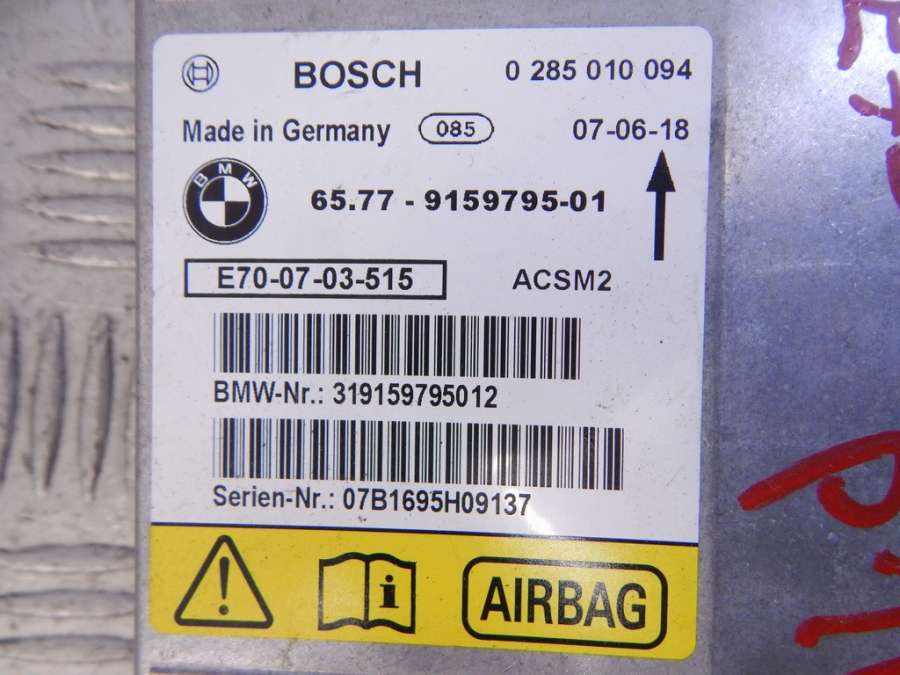 BOSCH 0 285 010 094
Made in Germany 085 07-06-18
BMW 65.77 - 9159795-01
E70-07-03-515 ACSM2
BMW-Nr.: 319159795012
Serien-Nr.: 07B1695H09137
AIRBAG